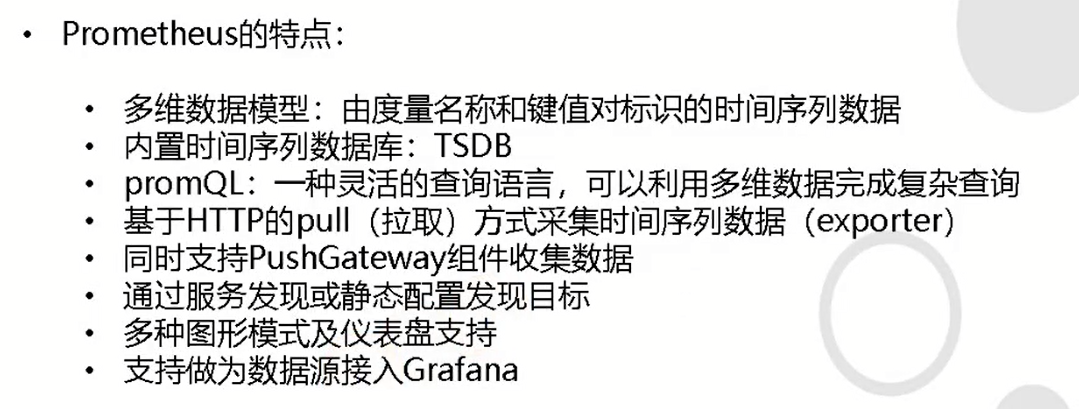 • Prometheus的特点：
• 多维数据模型：由度量名称和键值对标识的时间序列数据
• 内置时间序列数据库：TSDB
• promQL：一种灵活的查询语言，可以利用多维数据完成复杂查询
• 基于HTTP的pull（拉取）方式采集时间序列数据（exporter）
• 同时支持PushGateway组件收集数据
• 通过服务发现或静态配置发现目标
• 多种图形模式及仪表盘支持
• 支持做为数据源接入Grafana